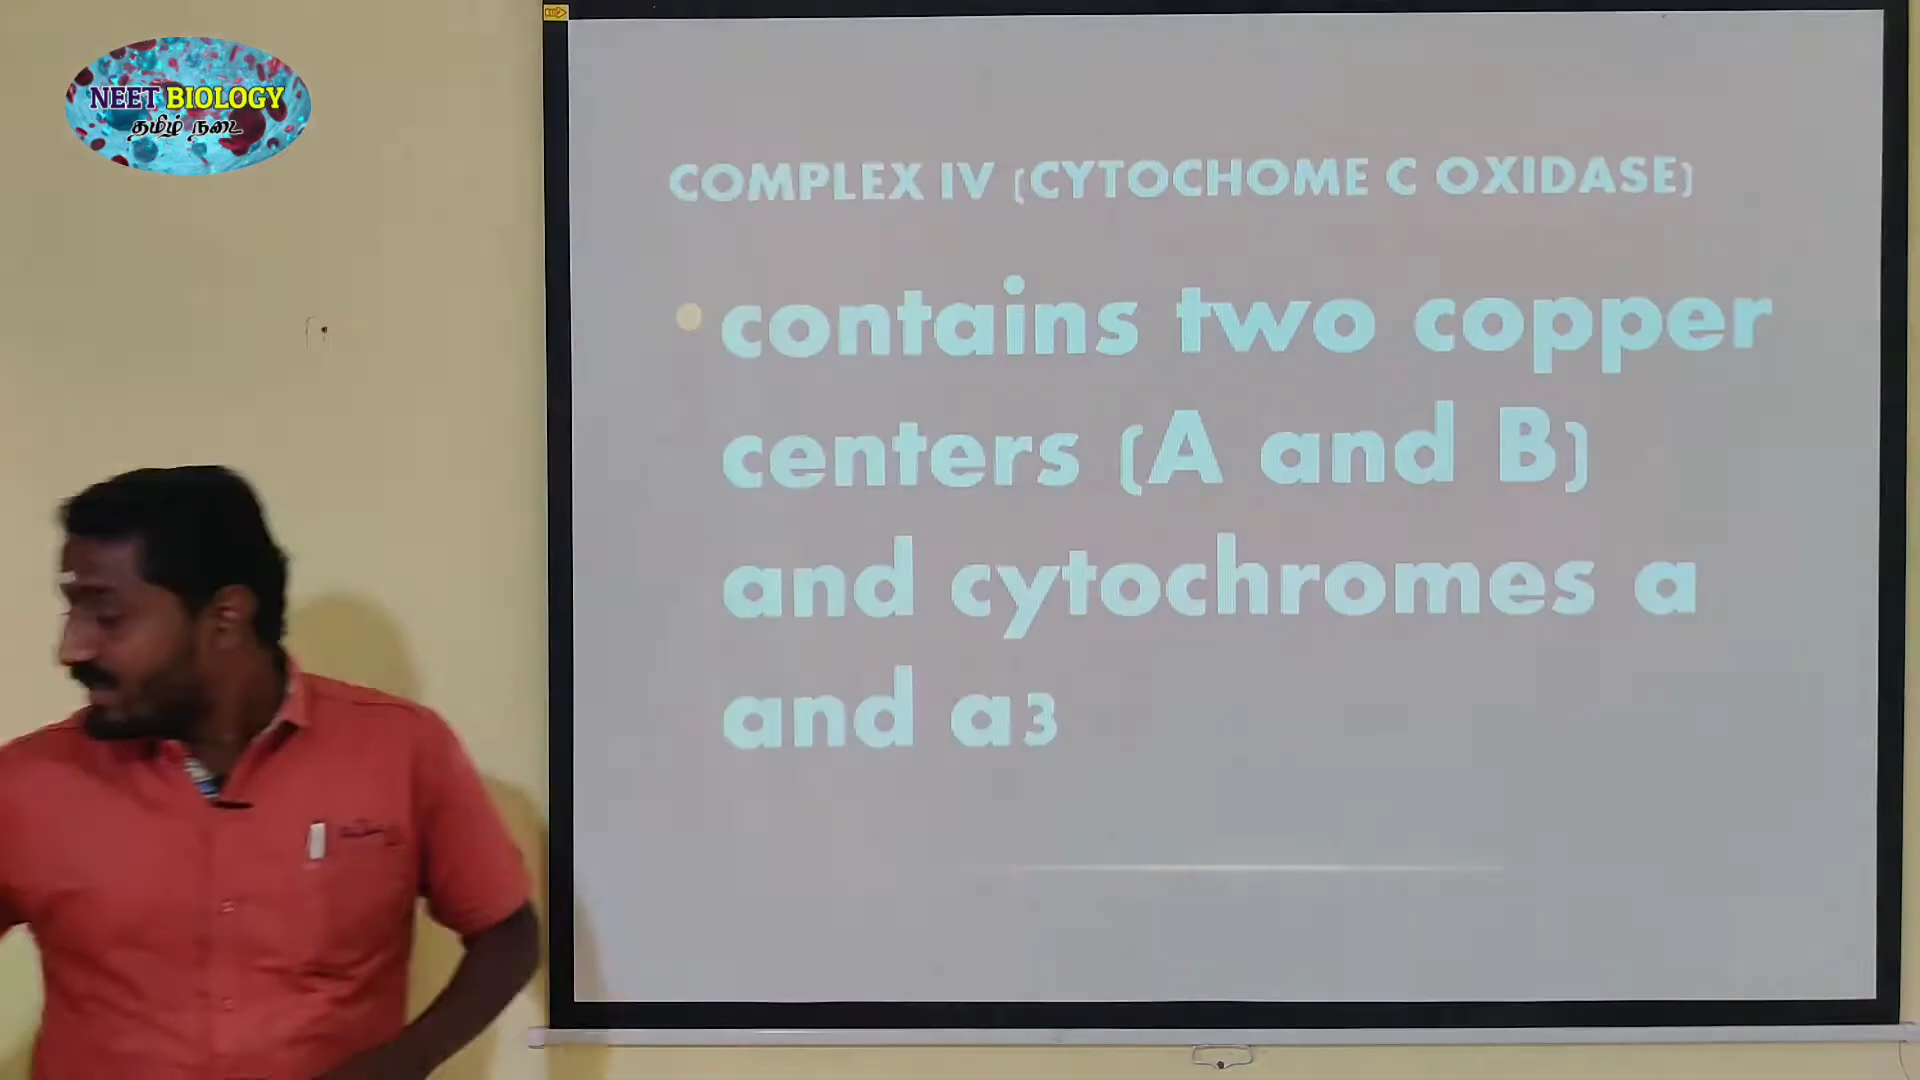 NEET BIOLOGY
தமிழ் நடை
COMPLEX IV (CYTOCHOME C OXIDASE)
• contains two copper
centers (A and B)
and cytochromes a
and a3